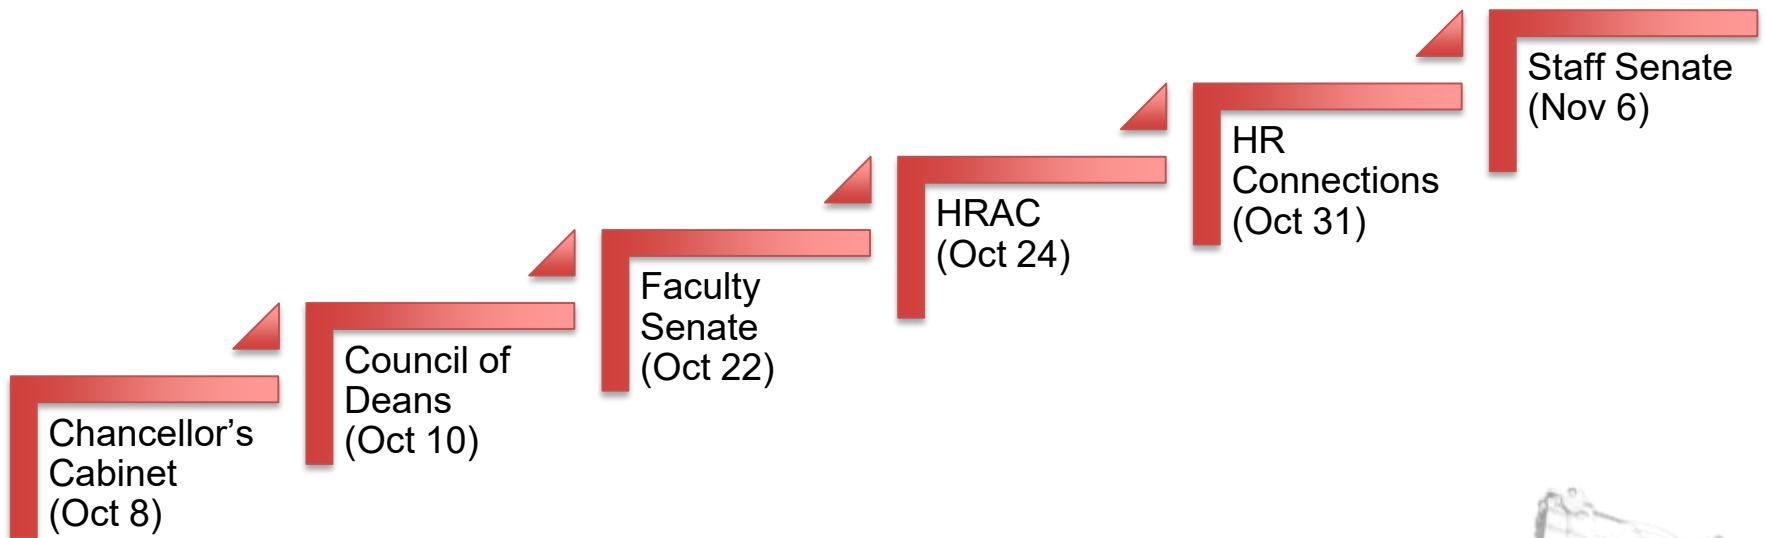 Chancellor’s
Cabinet
(Oct 8)
Council of
Deans
(Oct 10)
Faculty
Senate
(Oct 22)
HRAC
(Oct 24)
HR
Connections
(Oct 31)
Staff Senate
(Nov 6)